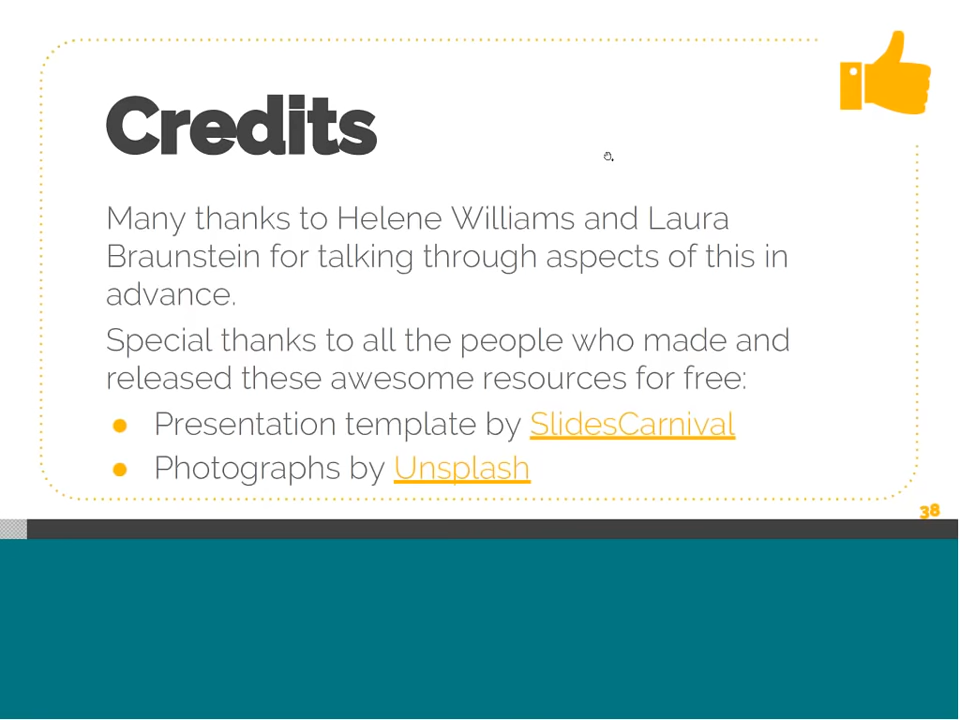 Credits
Many thanks to Helene Williams and Laura
Braunstein for talking through aspects of this in
advance.
Special thanks to all the people who made and
released these awesome resources for free:
● Presentation template by SlidesCarnival
● Photographs by Unsplash
38